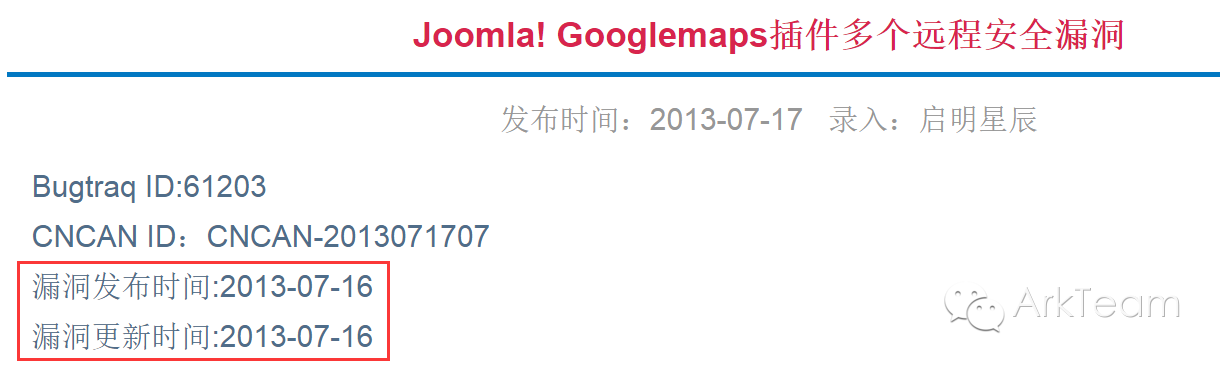 Joomla! Googlemaps插件多个远程安全漏洞
发布时间：2013-07-17 录入：启明星辰
Bugtraq ID:61203
CNCAN ID：CNCAN-2013071707
漏洞发布时间:2013-07-16
漏洞更新时间:2013-07-16
ArkTeam